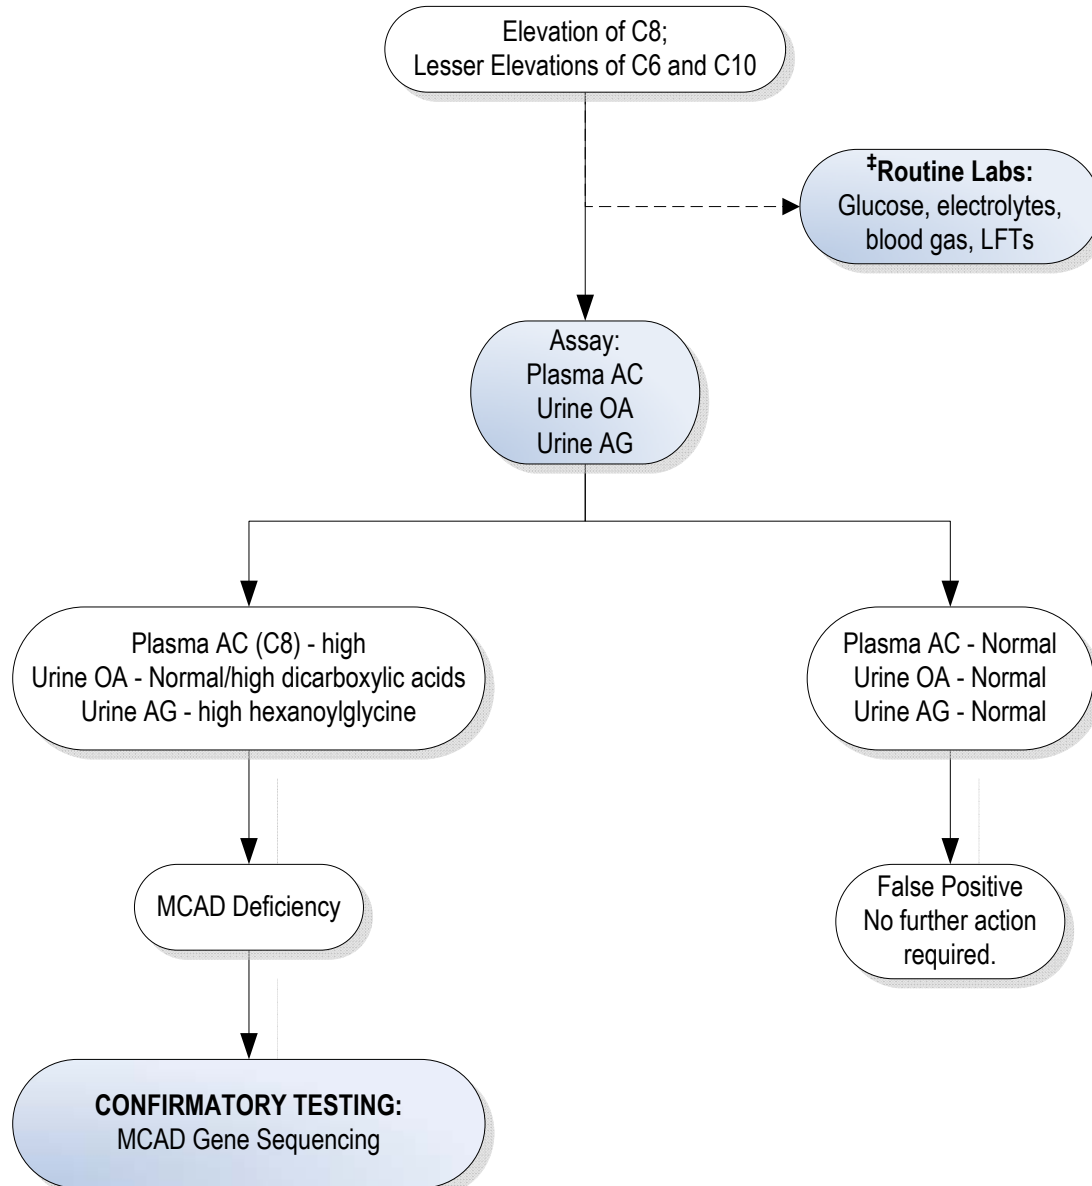 Elevation of C8;
Lesser Elevations of C6 and C10
‡Routine Labs:
Glucose, electrolytes,
blood gas, LFTs
Assay:
Plasma AC
Urine OA
Urine AG
Plasma AC (C8) - high
Urine OA - Normal/high dicarboxylic acids
Urine AG - high hexanoylglycine
Plasma AC - Normal
Urine OA - Normal
Urine AG - Normal
MCAD Deficiency
False Positive
No further action
required.
CONFIRMATORY TESTING:
MCAD Gene Sequencing